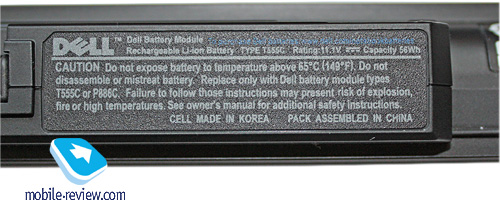 DELL™ Dell Battery Module
Rechargeable Li-ion Battery TYPE T555C Rating:11.1V Capacity 56Wh
CAUTION Do not expose battery to temperature above 65°C (149°F). Do not
disassemble or mistreat battery. Replace only with Dell battery module types
T555C or P886C. Failure to follow those instructions may present risk of explosion,
fire or high temperatures. See owner's manual for additional safety instructions.
CELL MADE IN KOREA PACK ASSEMBLED IN CHINA
mobile-review.com